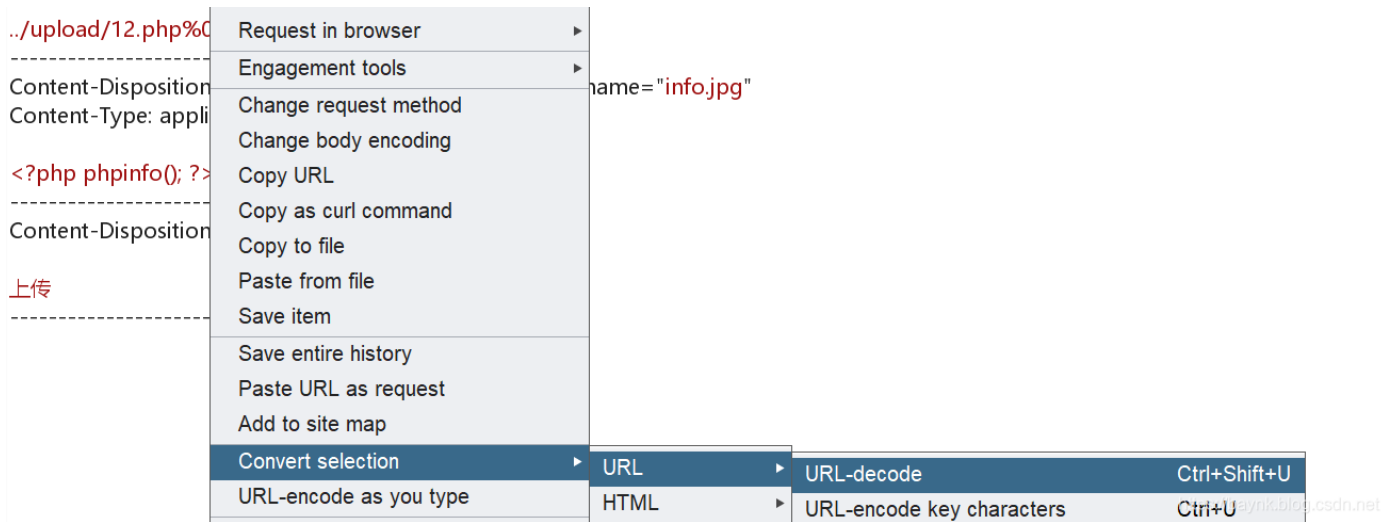 ../upload/12.php%0
Content-Disposition
name="info.jpg"
Content-Type: appli
<?php phpinfo(); ?>
Content-Disposition
上传
Request in browser
Engagement tools
Change request method
Change body encoding
Copy URL
Copy as curl command
Copy to file
Paste from file
Save item
Save entire history
Paste URL as request
Add to site map
Convert selection
URL-encode as you type
URL
HTML
URL-decode Ctrl+Shift+U
URL-encode key characters Ctrl+U